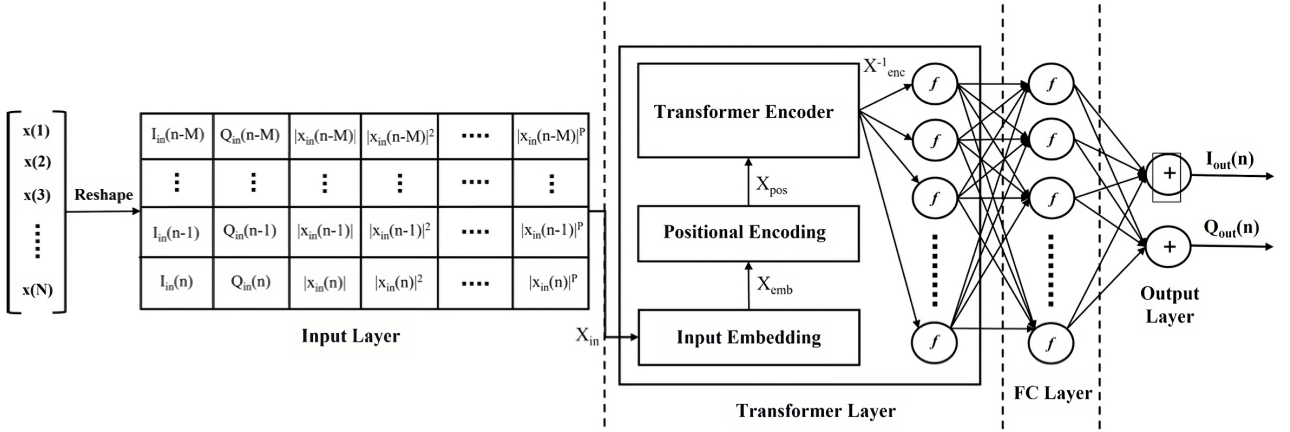 x(1)
x(2)
x(3)
x(N)
Reshape
I_in(n-M) Q_in(n-M) |x_in(n-M)| |x_in(n-M)|² |x_in(n-M)|ᴾ
I_in(n-1) Q_in(n-1) |x_in(n-1)| |x_in(n-1)|² |x_in(n-1)|ᴾ
I_in(n) Q_in(n) |x_in(n)| |x_in(n)|² |x_in(n)|ᴾ
Input Layer
X_in
Transformer Encoder
X_pos
Positional Encoding
X_emb
Input Embedding
X⁻¹_enc
f
f
f
f
Transformer Layer
f
f
f
f
FC Layer
+
+
Output
Layer
I_out(n)
Q_out(n)